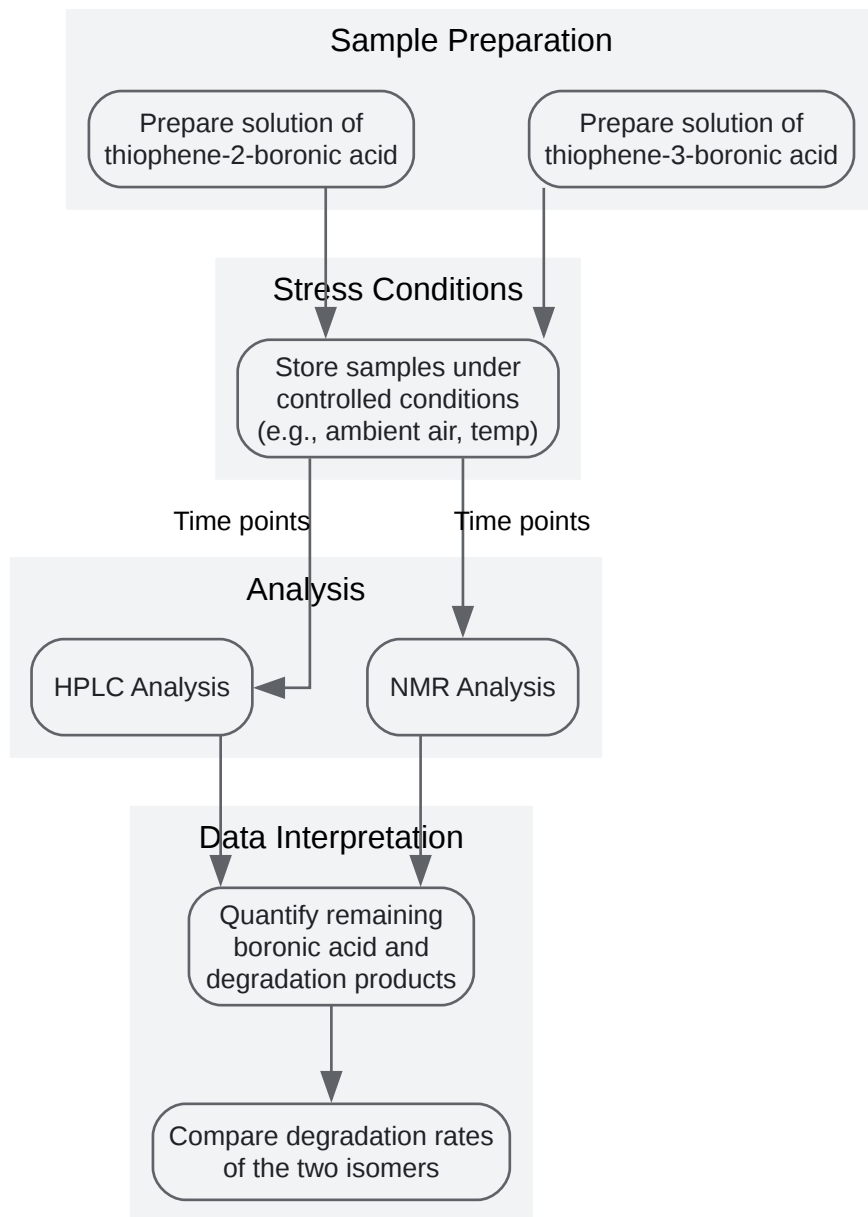 Sample Preparation
Prepare solution of
thiophene-2-boronic acid
Prepare solution of
thiophene-3-boronic acid
Stress Conditions
Store samples under
controlled conditions
(e.g., ambient air, temp)
Time points
Time points
Analysis
HPLC Analysis
NMR Analysis
Data Interpretation
Quantify remaining
boronic acid and
degradation products
Compare degradation rates
of the two isomers